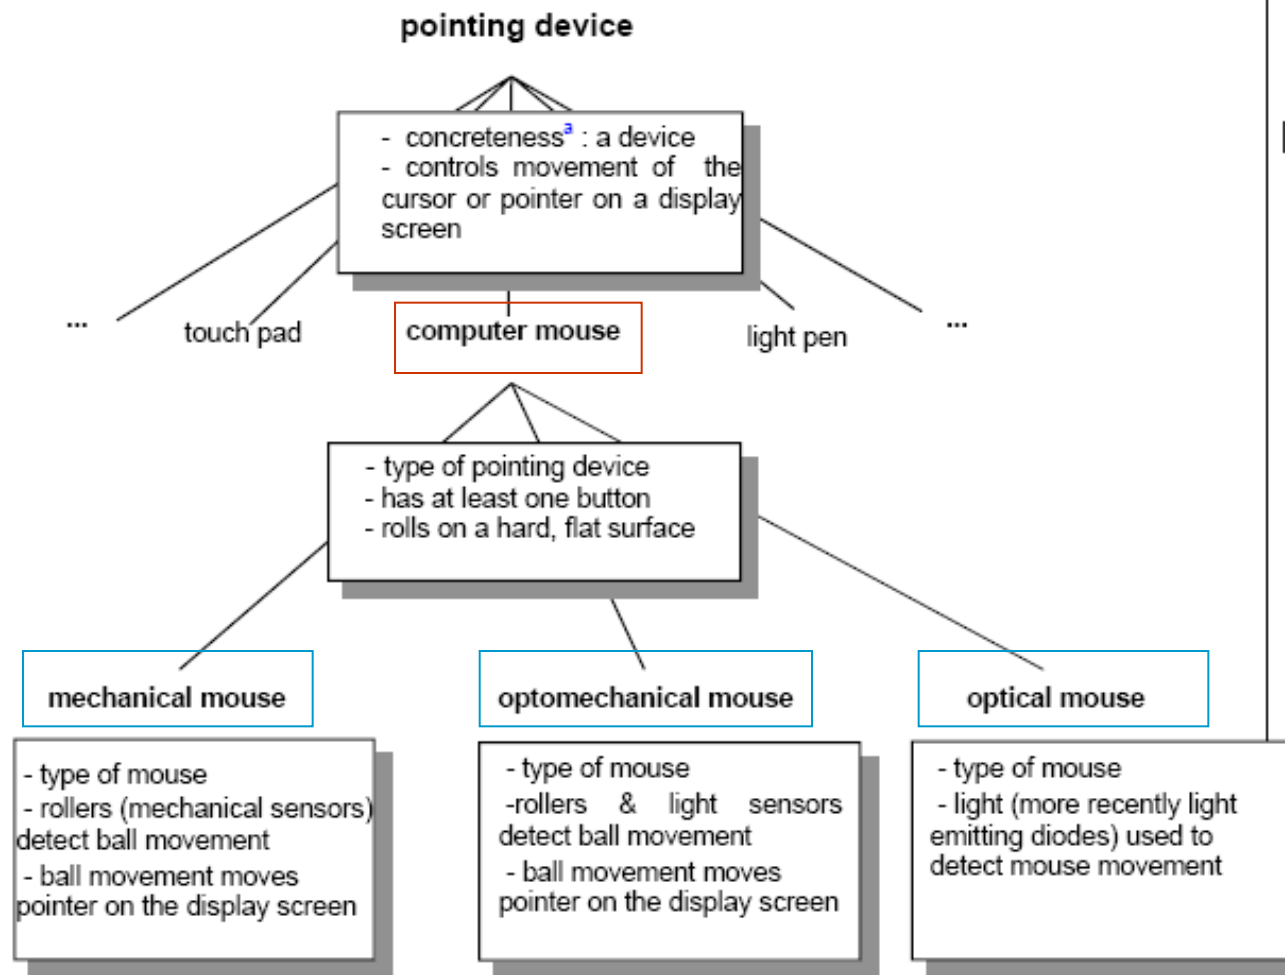 pointing device
- concreteness a : a device
- controls movement of the
cursor or pointer on a display
screen
...
touch pad
computer mouse
light pen
...
- type of pointing device
- has at least one button
- rolls on a hard, flat surface
mechanical mouse
optomechanical mouse
optical mouse
- type of mouse
- rollers (mechanical sensors)
detect ball movement
- ball movement moves
pointer on the display screen
- type of mouse
-rollers & light sensors
detect ball movement
- ball movement moves
pointer on the display screen
- type of mouse
- light (more recently light
emitting diodes) used to
detect mouse movement